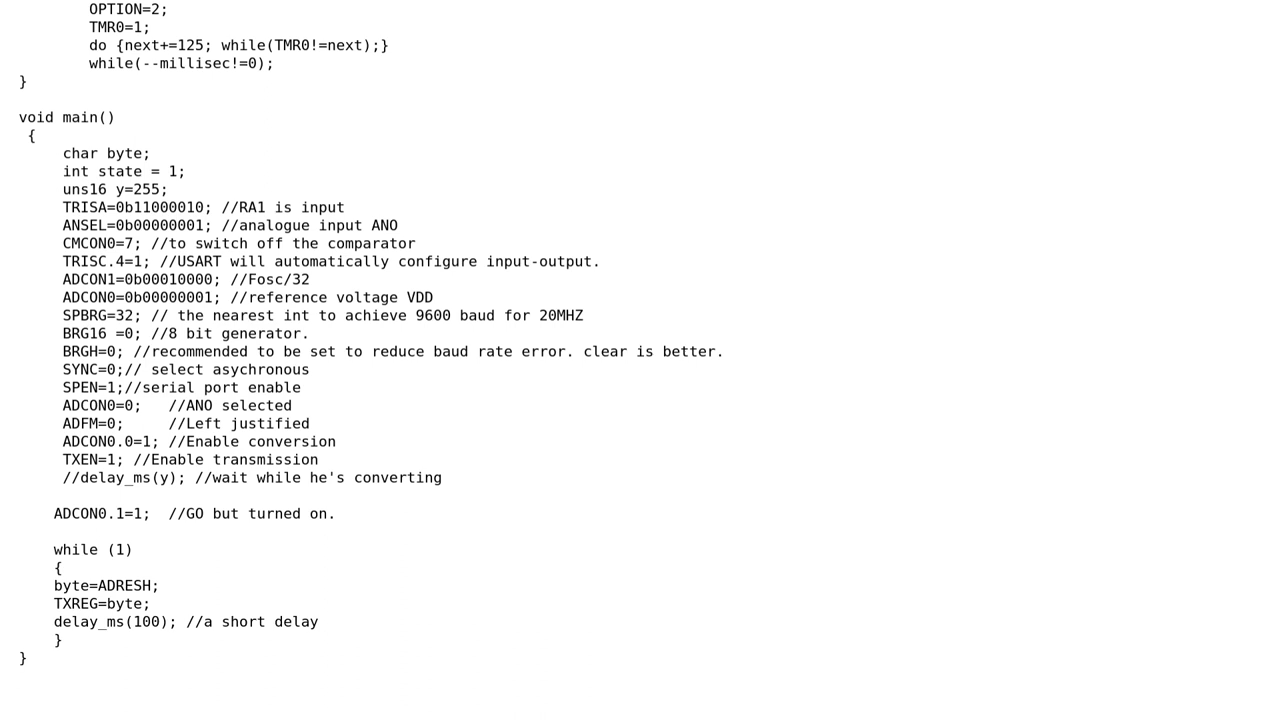 OPTION=2;
TMR0=1;
do {next+=125; while(TMR0!=next);}
while(--millisec!=0);
}
void main()
{
char byte;
int state = 1;
uns16 y=255;
TRISA=0b11000010; //RA1 is input
ANSEL=0b00000001; //analogue input ANO
CMCON0=7; //to switch off the comparator
TRISC.4=1; //USART will automatically configure input-output.
ADCON1=0b00010000; //Fosc/32
ADCON0=0b00000001; //reference voltage VDD
SPBRG=32; // the nearest int to achieve 9600 baud for 20MHZ
BRG16 =0; //8 bit generator.
BRGH=0; //recommended to be set to reduce baud rate error. clear is better.
SYNC=0;// select asychronous
SPEN=1;//serial port enable
ADCON0=0;   //ANO selected
ADFM=0;     //Left justified
ADCON0.0=1; //Enable conversion
TXEN=1; //Enable transmission
//delay_ms(y); //wait while he's converting
ADCON0.1=1;  //GO but turned on.
while (1)
{
byte=ADRESH;
TXREG=byte;
delay_ms(100); //a short delay
}
}